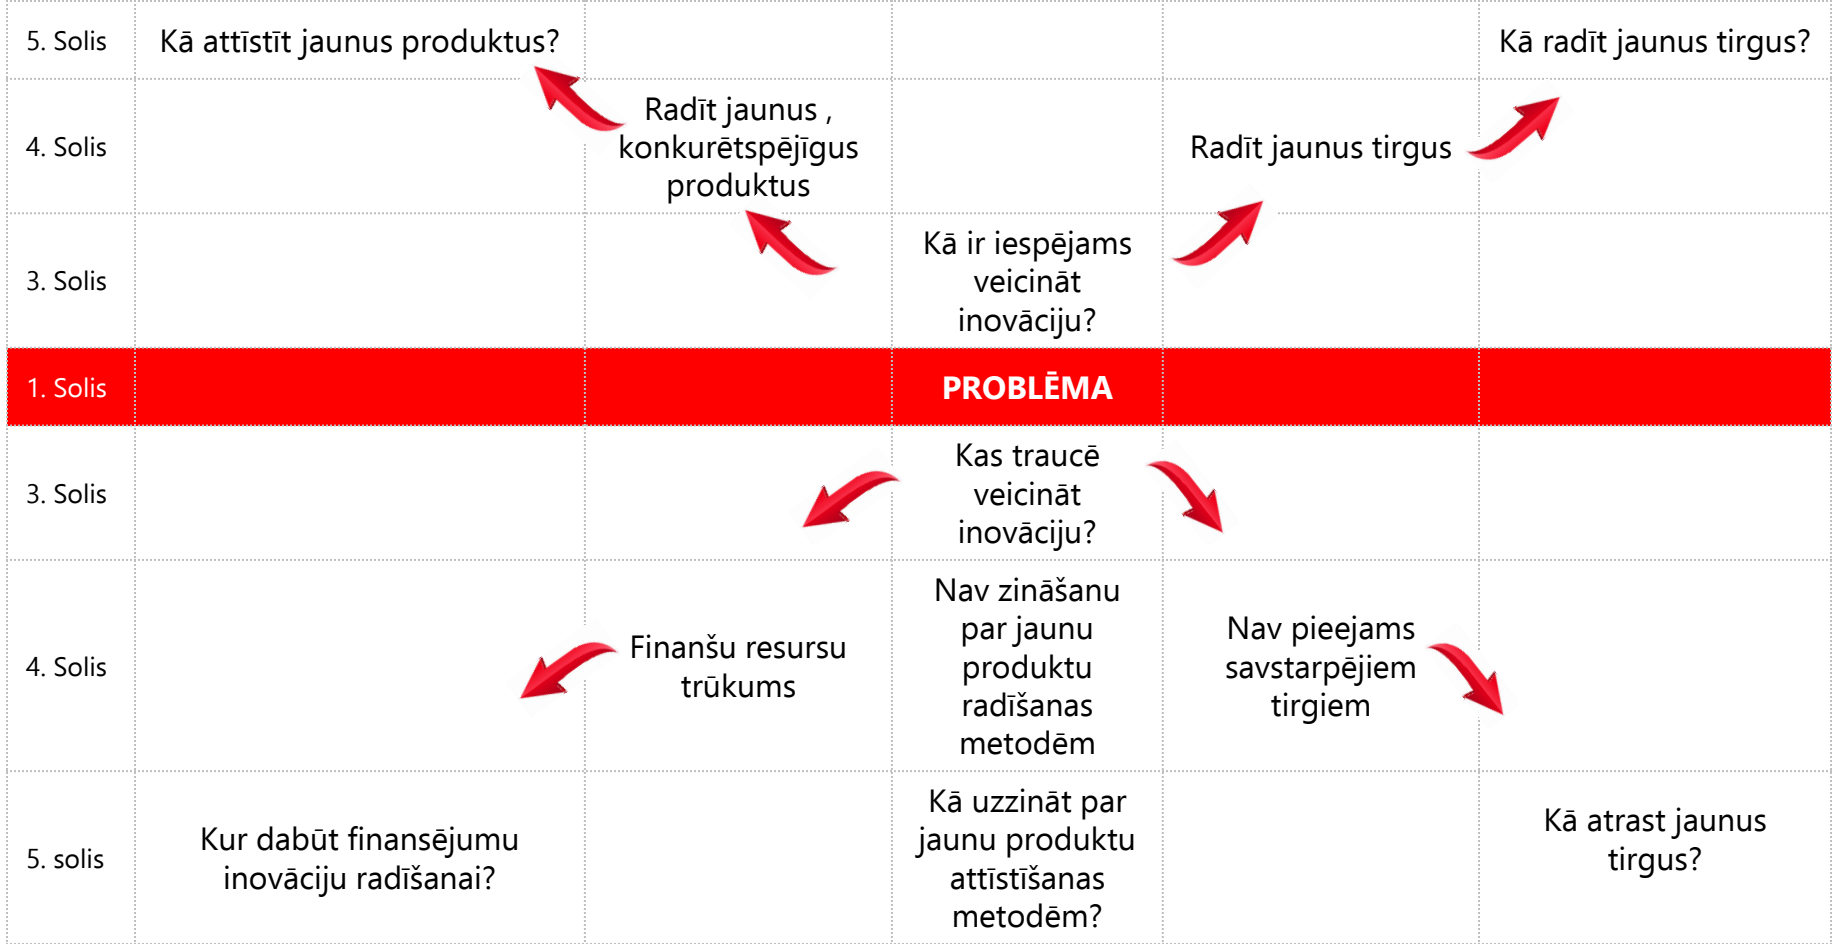 5. Solis
Kā attīstīt jaunus produktus?
Kā radīt jaunus tirgus?
4. Solis
Radīt jaunus ,
konkurētspējīgus
produktus
Radīt jaunus tirgus
3. Solis
Kā ir iespējams
veicināt
inovāciju?
1. Solis
PROBLĒMA
3. Solis
Kas traucē
veicināt
inovāciju?
4. Solis
Finanšu resursu
trūkums
Nav zināšanu
par jaunu
produktu
radīšanas
metodēm
Nav pieejams
savstarpējiem
tirgiem
5. solis
Kur dabūt finansējumu
inovāciju radīšanai?
Kā uzzināt par
jaunu produktu
attīstīšanas
metodēm?
Kā atrast jaunus
tirgus?